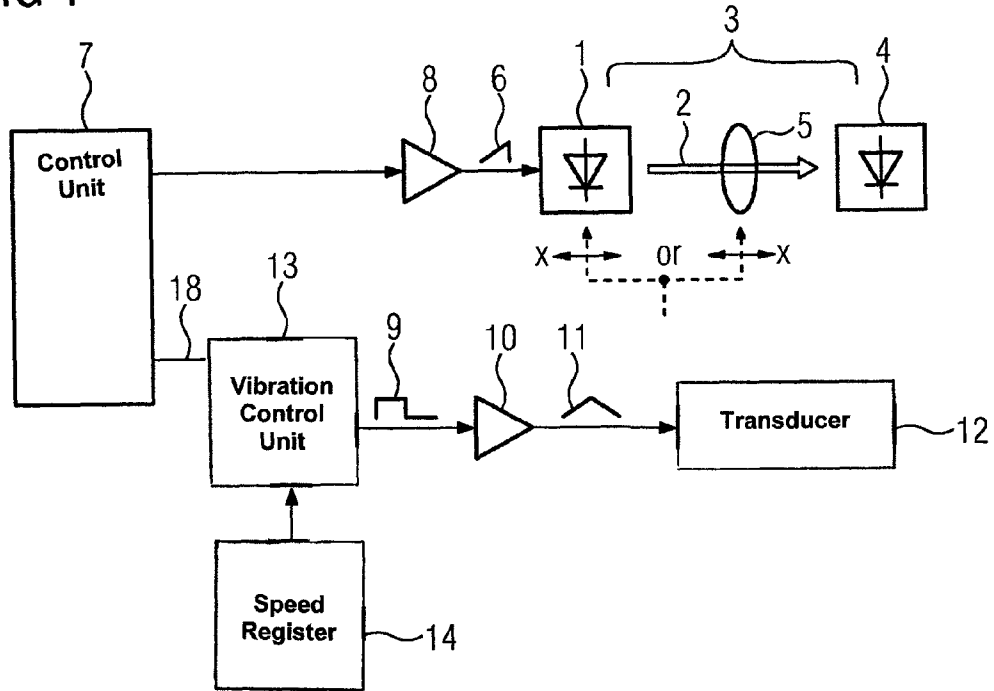 7
3
1
4
8
6
2
5
Control
Unit
x
or
x
18
13
9
10
11
Vibration
Control
Unit
Transducer
12
Speed
Register
14